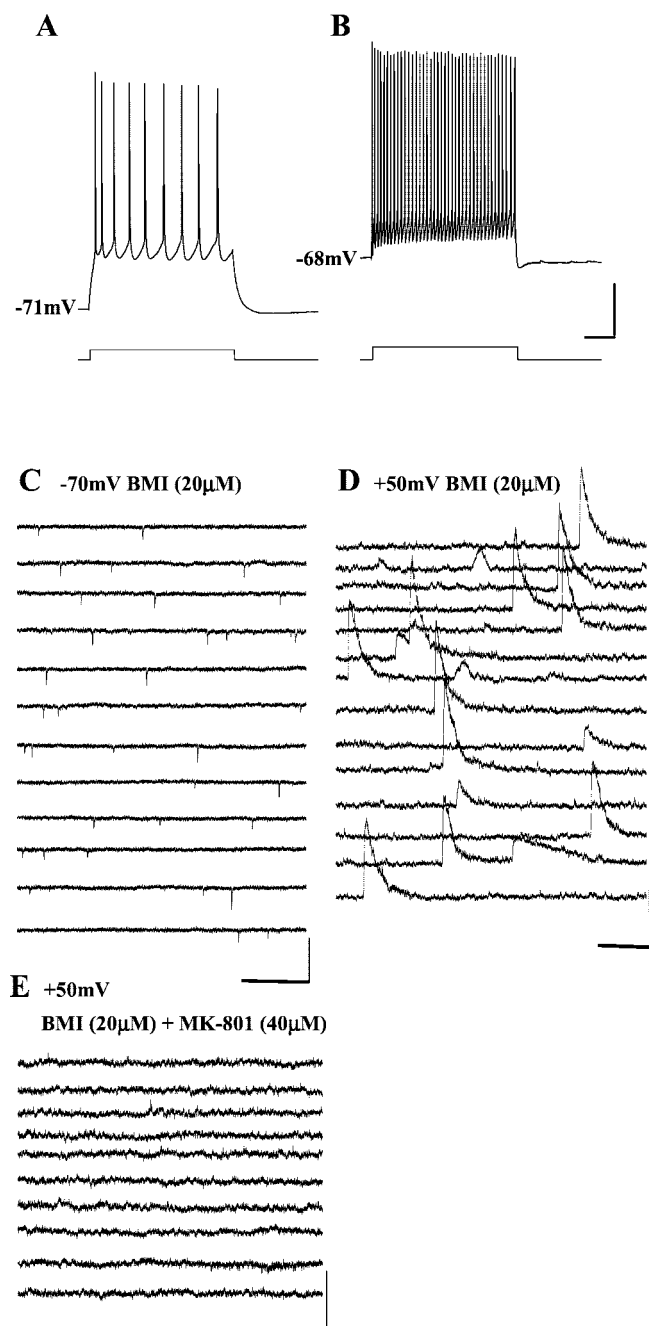 A
B
-71mV
-68mV
C -70mV BMI (20μM)
D +50mV BMI (20μM)
E +50mV
BMI (20μM) + MK-801 (40μM)